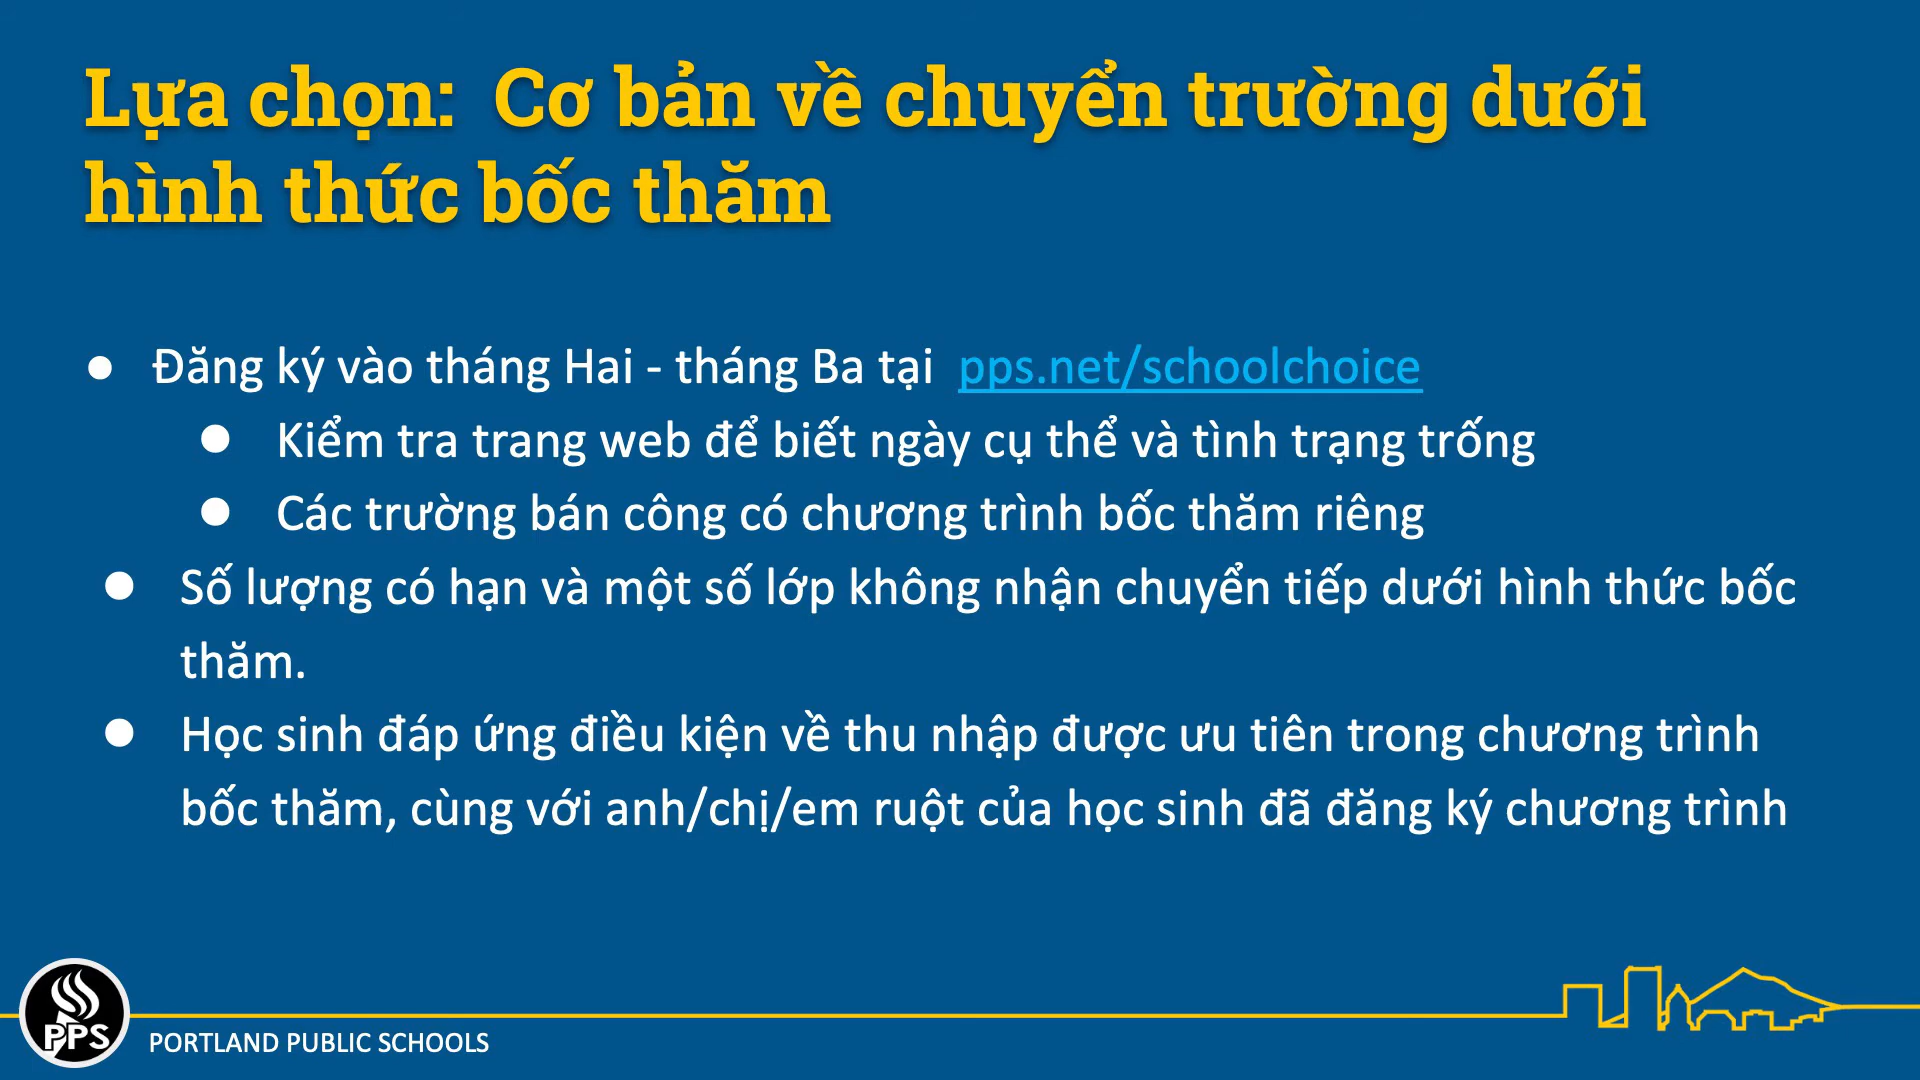 Lựa chọn:  Cơ bản về chuyển trường dưới
hình thức bốc thăm
● Đăng ký vào tháng Hai - tháng Ba tại  pps.net/schoolchoice
● Kiểm tra trang web để biết ngày cụ thể và tình trạng trống
● Các trường bán công có chương trình bốc thăm riêng
● Số lượng có hạn và một số lớp không nhận chuyển tiếp dưới hình thức bốc
thăm.
● Học sinh đáp ứng điều kiện về thu nhập được ưu tiên trong chương trình
bốc thăm, cùng với anh/chị/em ruột của học sinh đã đăng ký chương trình
PPS
PORTLAND PUBLIC SCHOOLS